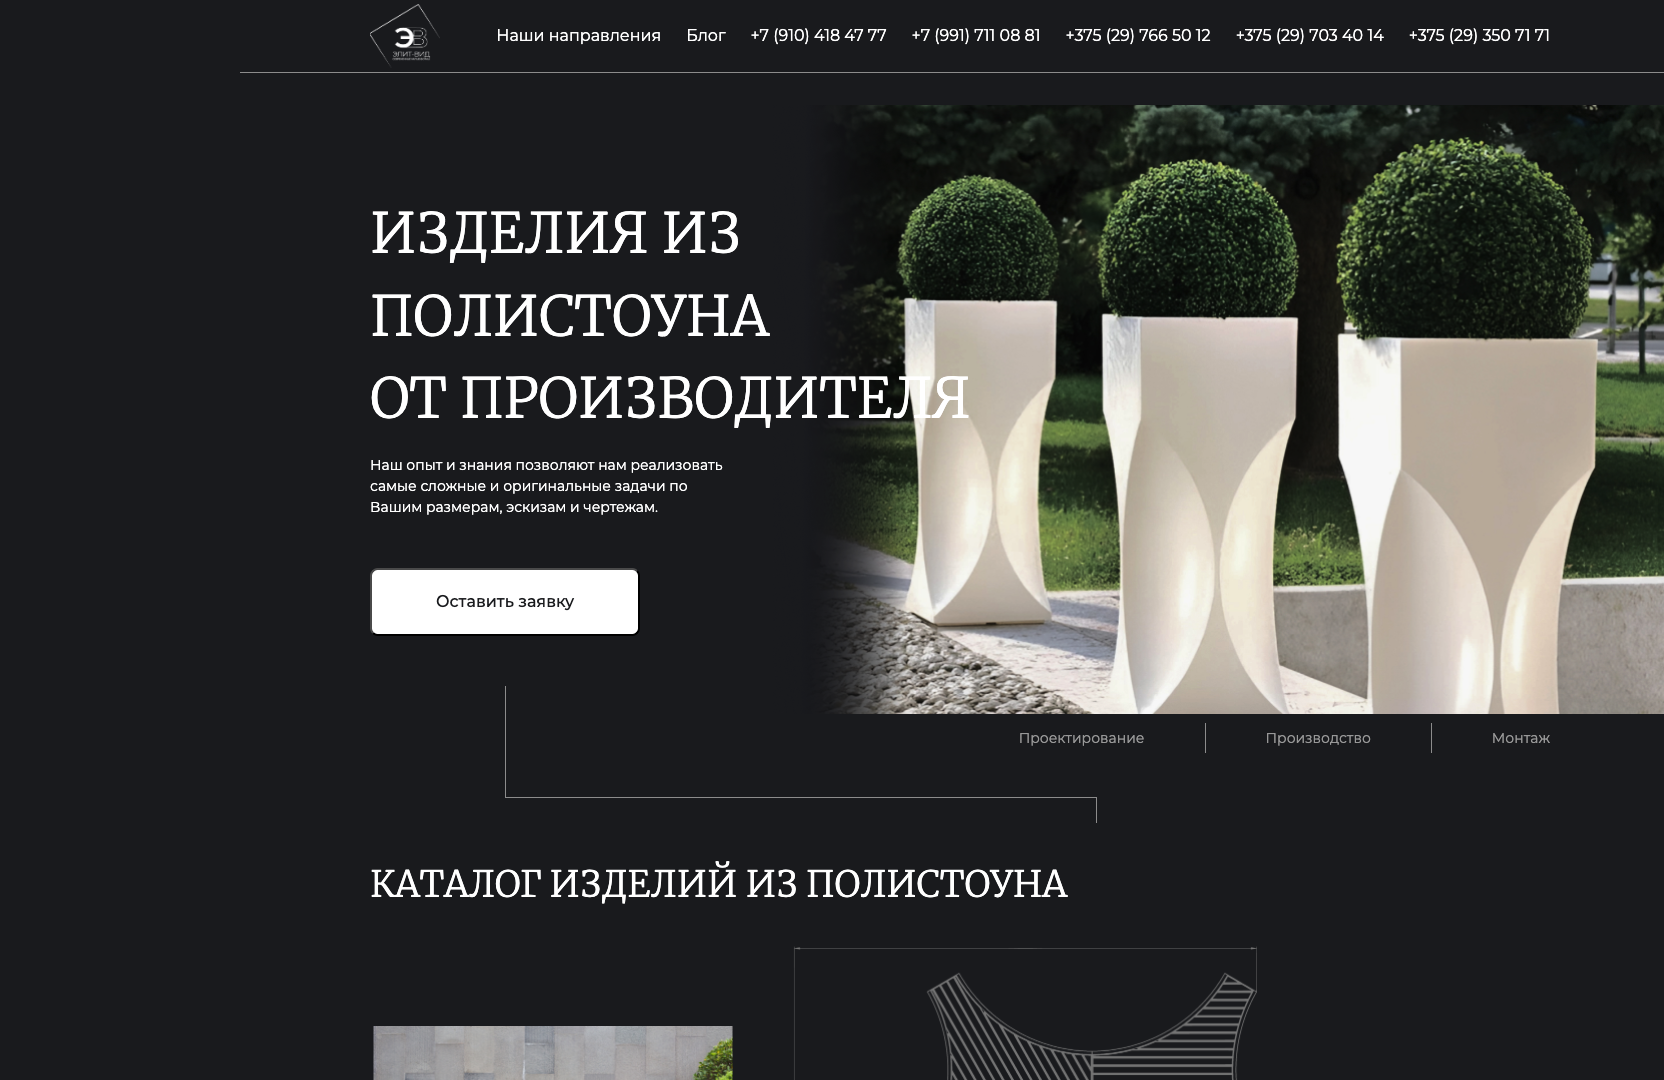 ЭВ
ЭЛИТ-ВИД
Наши направления
Блог
+7 (910) 418 47 77
+7 (991) 711 08 81
+375 (29) 766 50 12
+375 (29) 703 40 14
+375 (29) 350 71 71
ИЗДЕЛИЯ ИЗ
ПОЛИСТОУНА
ОТ ПРОИЗВОДИТЕЛЯ
Наш опыт и знания позволяют нам реализовать
самые сложные и оригинальные задачи по
Вашим размерам, эскизам и чертежам.
Оставить заявку
Проектирование
Производство
Монтаж
КАТАЛОГ ИЗДЕЛИЙ ИЗ ПОЛИСТОУНА